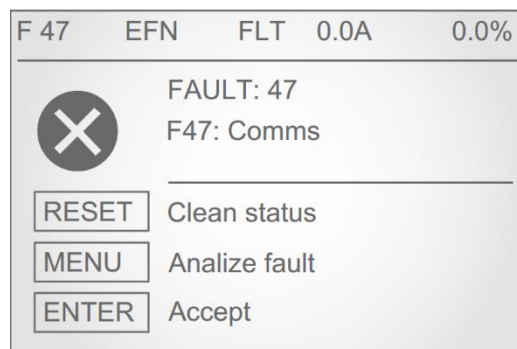 F 47 EFN FLT 0.0A 0.0%
FAULT: 47
F47: Comms
RESET Clean status
MENU Analize fault
ENTER Accept